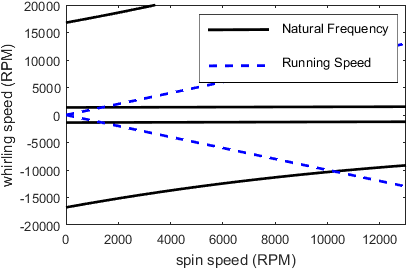 20000
15000
10000
5000
0
-5000
-10000
-15000
-20000
whirling speed (RPM)
Natural Frequency
Running Speed
0 2000 4000 6000 8000 10000 12000
spin speed (RPM)